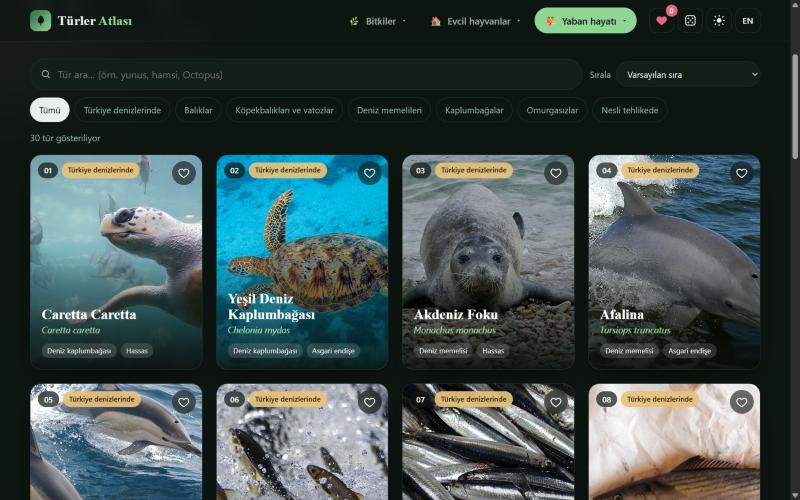 Türler Atlası
Bitkiler
Evcil hayvanlar
Yaban hayatı
0
EN
Tür ara... (örn. yunus, hamsi, Octopus)
Sırala
Varsayılan sıra
Tümü
Türkiye denizlerinde
Balıklar
Köpekbalıkları ve vatozlar
Deniz memelileri
Kaplumbağalar
Omurgasızlar
Nesli tehlikede
30 tür gösteriliyor
01 Türkiye denizlerinde
Caretta Caretta
Caretta caretta
Deniz kaplumbağası Hassas
02 Türkiye denizlerinde
Yeşil Deniz
Kaplumbağası
Chelonia mydas
Deniz kaplumbağası Asgari endişe
03 Türkiye denizlerinde
Akdeniz Foku
Monachus monachus
Deniz memelisi Hassas
04 Türkiye denizlerinde
Afalina
Tursiops truncatus
Deniz memelisi Asgari endişe
05 Türkiye denizlerinde
06 Türkiye denizlerinde
07 Türkiye denizlerinde
08 Türkiye denizlerinde